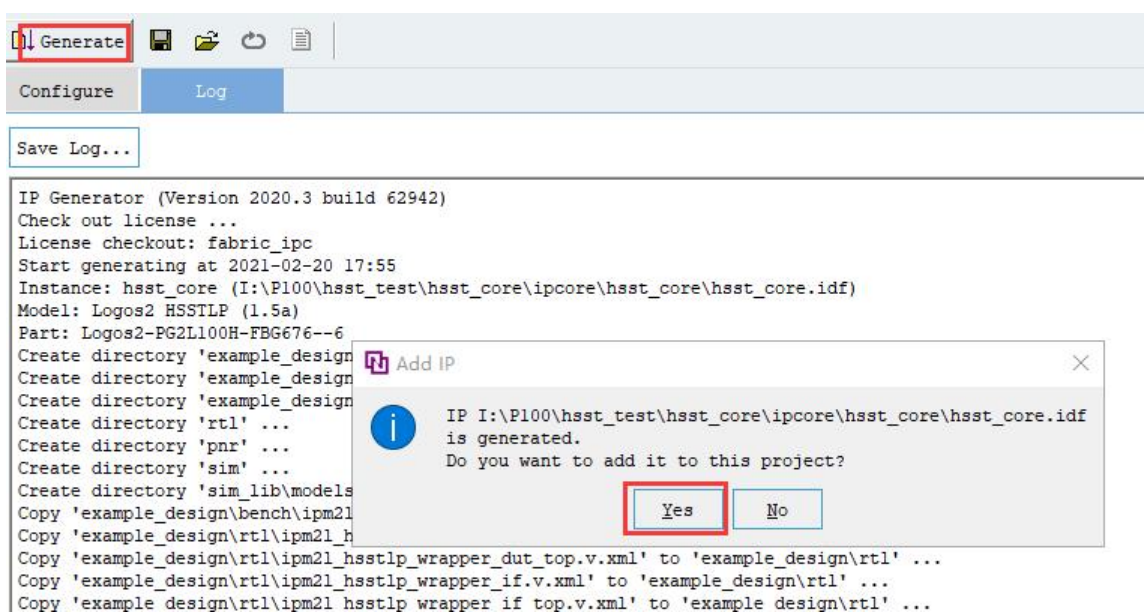 Generate
Configure Log
Save Log...
IP Generator (Version 2020.3 build 62942)
Check out license ...
License checkout: fabric_ipc
Start generating at 2021-02-20 17:55
Instance: hsst_core (I:\P100\hsst_test\hsst_core\ipcore\hsst_core\hsst_core.idf)
Model: Logos2 HSSTLP (1.5a)
Part: Logos2-PG2L100H-FBG676--6
Create directory 'example_design
Create directory 'example_design
Create directory 'example_design
Create directory 'rtl' ...
Create directory 'pnr' ...
Create directory 'sim' ...
Create directory 'sim_lib\models
Copy 'example_design\bench\ipm2l
Copy 'example_design\rtl\ipm2l_h
Add IP
IP I:\P100\hsst_test\hsst_core\ipcore\hsst_core\hsst_core.idf
is generated.
Do you want to add it to this project?
Yes No
Copy 'example_design\rtl\ipm2l_hsstlp_wrapper_dut_top.v.xml' to 'example_design\rtl' ...
Copy 'example_design\rtl\ipm2l_hsstlp_wrapper_if.v.xml' to 'example_design\rtl' ...
Copy 'example_design\rtl\ipm2l_hsstlp_wrapper_if_top.v.xml' to 'example_design\rtl' ...